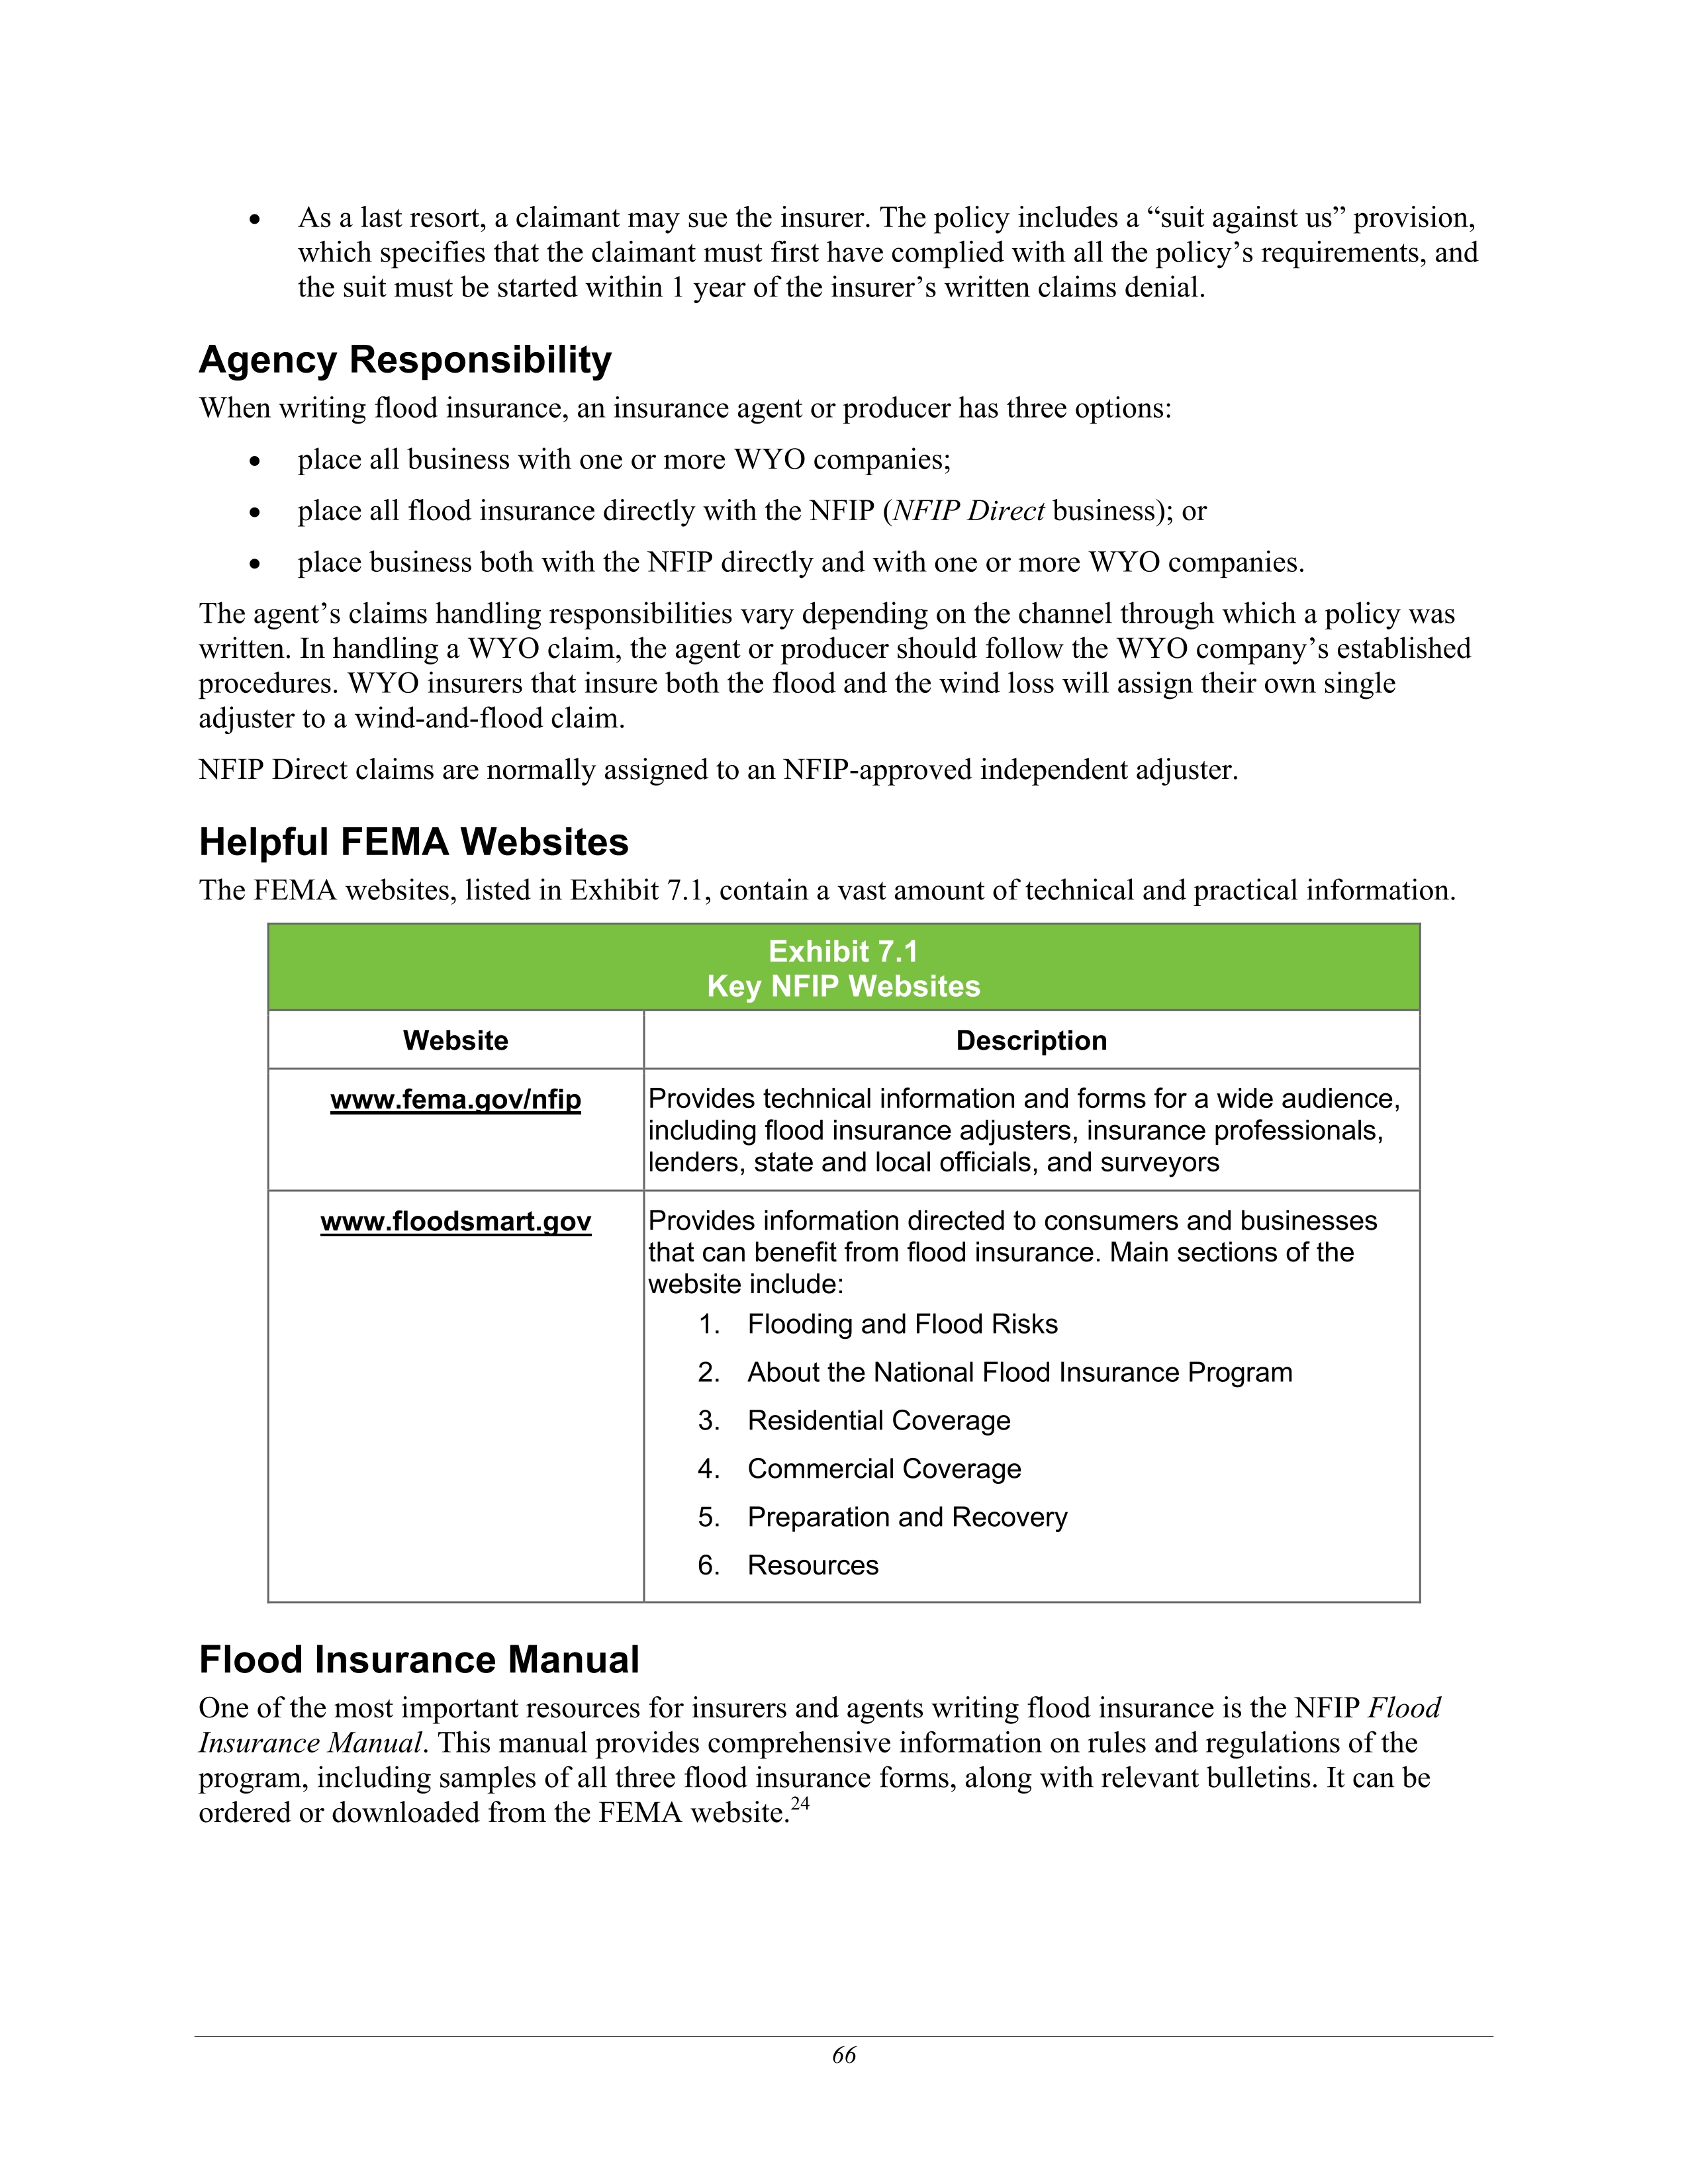 • As a last resort, a claimant may sue the insurer. The policy includes a “suit against us” provision,
which specifies that the claimant must first have complied with all the policy’s requirements, and
the suit must be started within 1 year of the insurer’s written claims denial.
Agency Responsibility
When writing flood insurance, an insurance agent or producer has three options:
• place all business with one or more WYO companies;
• place all flood insurance directly with the NFIP (NFIP Direct business); or
• place business both with the NFIP directly and with one or more WYO companies.
The agent’s claims handling responsibilities vary depending on the channel through which a policy was
written. In handling a WYO claim, the agent or producer should follow the WYO company’s established
procedures. WYO insurers that insure both the flood and the wind loss will assign their own single
adjuster to a wind-and-flood claim.
NFIP Direct claims are normally assigned to an NFIP-approved independent adjuster.
Helpful FEMA Websites
The FEMA websites, listed in Exhibit 7.1, contain a vast amount of technical and practical information.
Exhibit 7.1
Key NFIP Websites
Website Description
www.fema.gov/nfip Provides technical information and forms for a wide audience,
including flood insurance adjusters, insurance professionals,
lenders, state and local officials, and surveyors
www.floodsmart.gov Provides information directed to consumers and businesses
that can benefit from flood insurance. Main sections of the
website include:
1. Flooding and Flood Risks
2. About the National Flood Insurance Program
3. Residential Coverage
4. Commercial Coverage
5. Preparation and Recovery
6. Resources
Flood Insurance Manual
One of the most important resources for insurers and agents writing flood insurance is the NFIP Flood
Insurance Manual. This manual provides comprehensive information on rules and regulations of the
program, including samples of all three flood insurance forms, along with relevant bulletins. It can be
ordered or downloaded from the FEMA website.24
66